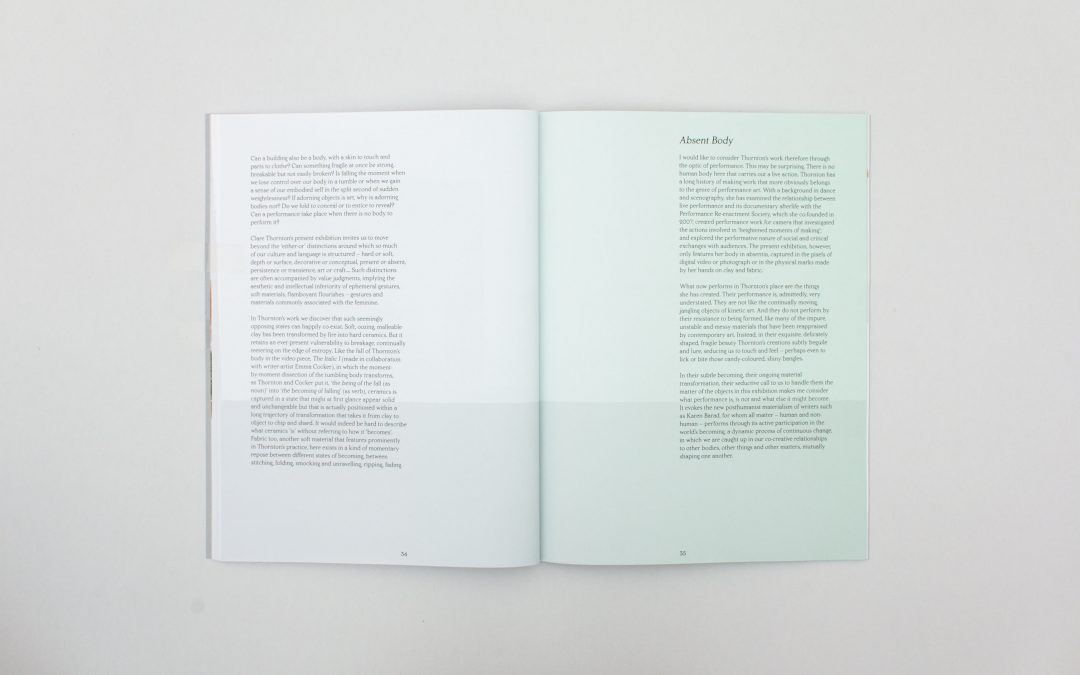 Can a building also be a body, with a skin to touch and
pains to clothe? Can something fragile at once be strong,
breakable but not easily broken? Is falling the moment when
we lose control over our body in a tumble or when we gain
a sense of our embodied self in the split second of sudden
weightlessness? If adorning objects is art, why is adorning
bodies not? Do we fold to conceal or to entice to reveal?
Can a performance take place when there is no body to
perform it?
Clare Thornton's present exhibition invites us to move
beyond the 'either-or' distinctions around which so much
of our culture and language is structured – hard or soft,
depth or surface, decorative or conceptual, present or absent,
persistence or transience, art or craft... Such distinctions
are often accompanied by value judgments, implying the
aesthetic and intellectual inferiority of ephemeral gestures,
soft materials, flamboyant flourishes – gestures and
materials commonly associated with the feminine.
In Thornton's work we discover that such seemingly
opposing states can happily co-exist. Soft, oozing, malleable
clay has been transformed by fire into hard ceramics. But it
retains an ever-present vulnerability to breakage, continually
teetering on the edge of entropy. Like the fall of Thornton's
body in the video piece, The Italic I (made in collaboration
with writer-artist Emma Cocker), in which the moment-
by moment dissection of the tumbling body transforms,
as Thornton and Cocker put it, 'the being of the fall (as
noun)' into 'the becoming of falling' (as verb), ceramics is
captured in a state that might at first glance appear solid
and unchangeable but that is actually positioned within a
long trajectory of transformation that takes it from clay to
object to chip and shard. It would indeed be hard to describe
what ceramics 'is' without referring to how it 'becomes'.
Fabric too, another soft material that features prominently
in Thornton's practice, here exists in a kind of momentary
repose between different states of becoming, between
stitching, folding, smocking and unravelling, ripping, fading.
34
Absent Body
I would like to consider Thornton's work therefore through
the optic of performance. This may be surprising. There is no
human body here that carries out a live action. Thornton has
a long history of making work that more obviously belongs
to the genre of performance art. With a background in dance
and scenography, she has examined the relationship between
live performance and its documentary afterlife with the
Performance Re-enactment Society, which she co-founded in
2007; created performance work for camera that investigated
the actions involved in 'heightened moments of making';
and explored the performative nature of social and critical
exchanges with audiences. The present exhibition, however,
only features her body in absentia, captured in the pixels of
digital video or photograph or in the physical marks made
by her hands on clay and fabric.
What now performs in Thornton's place are the things
she has created. Their performance is, admittedly, very
understated. They are not like the continually moving,
jangling objects of kinetic art. And they do not perform by
their resistance to being formed, like many of the impure,
unstable and messy materials that have been reappraised
by contemporary art. Instead, in their exquisite, delicately
shaped, fragile beauty Thornton's creations subtly beguile
and lure, seducing us to touch and feel – perhaps even to
lick or bite those candy-coloured, shiny bangles.
In their subtle becoming, their ongoing material
transformation, their seductive call to us to handle them the
matter of the objects in this exhibition makes me consider
what performance is, is not and what else it might become.
It evokes the new posthumanist materialism of writers such
as Karen Barad, for whom all matter – human and non-
human – performs through its active participation in the
world's becoming, a dynamic process of continuous change,
in which we are caught up in our co-creative relationships
to other bodies, other things and other matters, mutually
shaping one another.
35